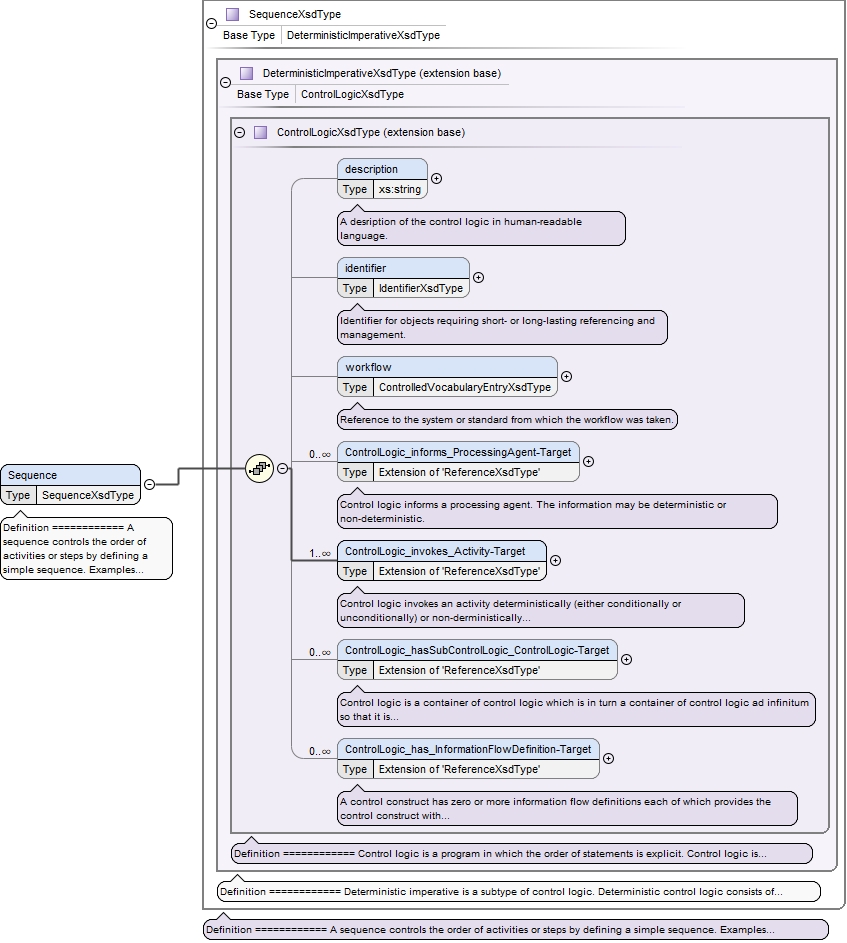 SequenceXsdType
Base Type DeterministicImperativeXsdType
DeterministicImperativeXsdType (extension base)
Base Type ControlLogicXsdType
ControlLogicXsdType (extension base)
description
Type xs:string
A desription of the control logic in human-readable
language.
identifier
Type IdentifierXsdType
Identifier for objects requiring short- or long-lasting referencing and
management.
workflow
Type ControlledVocabularyEntryXsdType
Reference to the system or standard from which the workflow was taken.
0..∞ ControlLogic_informs_ProcessingAgent-Target
Type Extension of 'ReferenceXsdType'
Sequence
Type SequenceXsdType
Definition ============ A
sequence controls the order of
activities or steps by defining a
simple sequence. Examples...
Control logic informs a processing agent. The information may be deterministic or
non-deterministic.
1..∞ ControlLogic_invokes_Activity-Target
Type Extension of 'ReferenceXsdType'
Control logic invokes an activity deterministically (either conditionally or
unconditionally) or non-derministically...
0..∞ ControlLogic_hasSubControlLogic_ControlLogic-Target
Type Extension of 'ReferenceXsdType'
Control logic is a container of control logic which is in turn a container of control logic ad infinitum
so that it is...
0..∞ ControlLogic_has_InformationFlowDefinition-Target
Type Extension of 'ReferenceXsdType'
A control construct has zero or more information flow definitions each of which provides the
control construct with...
Definition ============ Control logic is a program in which the order of statements is explicit. Control logic is...
Definition ============ Deterministic imperative is a subtype of control logic. Deterministic control logic consists of...
Definition ============ A sequence controls the order of activities or steps by defining a simple sequence. Examples...